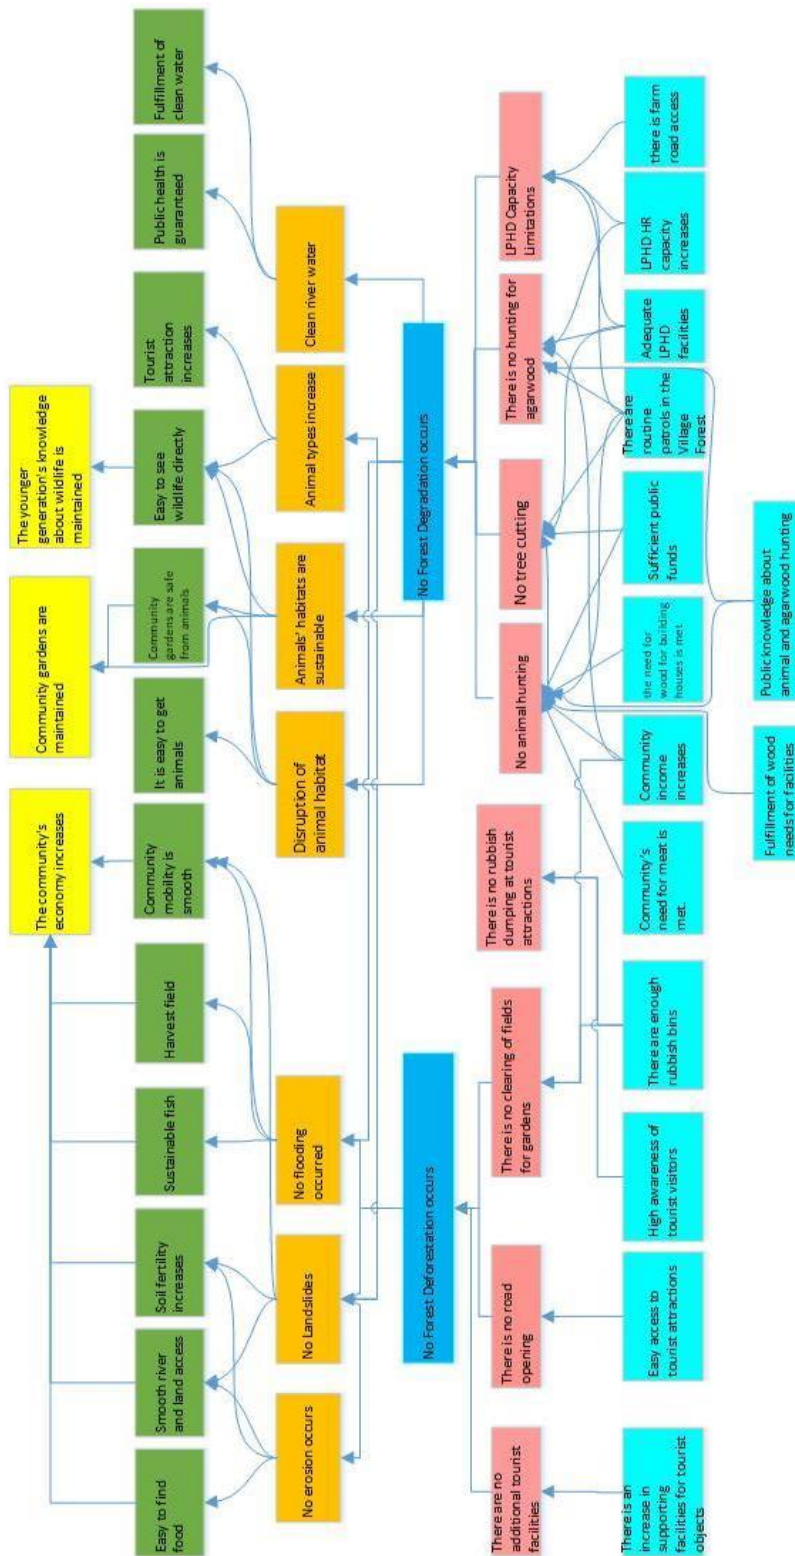 The community's
economy increases
Community gardens are
maintained
The younger
generation's knowledge
about wildlife is
maintained
Easy to find
food
Smooth river
and land access
Soil fertility
increases
Sustainable fish
Harvest field
Community
mobility is
smooth
It is easy to get
animals
Community
gardens are safe
from animals
Easy to see
wildlife directly
Tourist
attraction
increases
Public health is
guaranteed
Fulfillment of
clean water
No erosion occurs
No Landslides
No flooding
occurred
Disruption of
animal habitat
Animals' habitats are
sustainable
Animal types increase
Clean river water
No Forest Deforestation occurs
No Forest Degradation occurs
There are no
additional tourist
facilities
There is no road
opening
There is no clearing of fields
for gardens
There is no rubbish
dumping at tourist
attractions
No animal hunting
No tree cutting
There is no hunting for
agarwood
LPHD Capacity
Limitations
There is an
increase in
supporting
facilities for tourist
objects
Easy access to
tourist attractions
High awareness of
tourist visitors
There are enough
rubbish bins
Community's
need for meat is
met.
Community
income
increases
the need for
wood for building
houses is met.
Sufficient public
funds
There are
routine
patrols in the
Village
Forest
Adequate LPHD
facilities
LPHD HR
capacity
increases
there is farm
road access
Fulfillment of wood
needs for facilities
Public knowledge about
animal and agarwood hunting